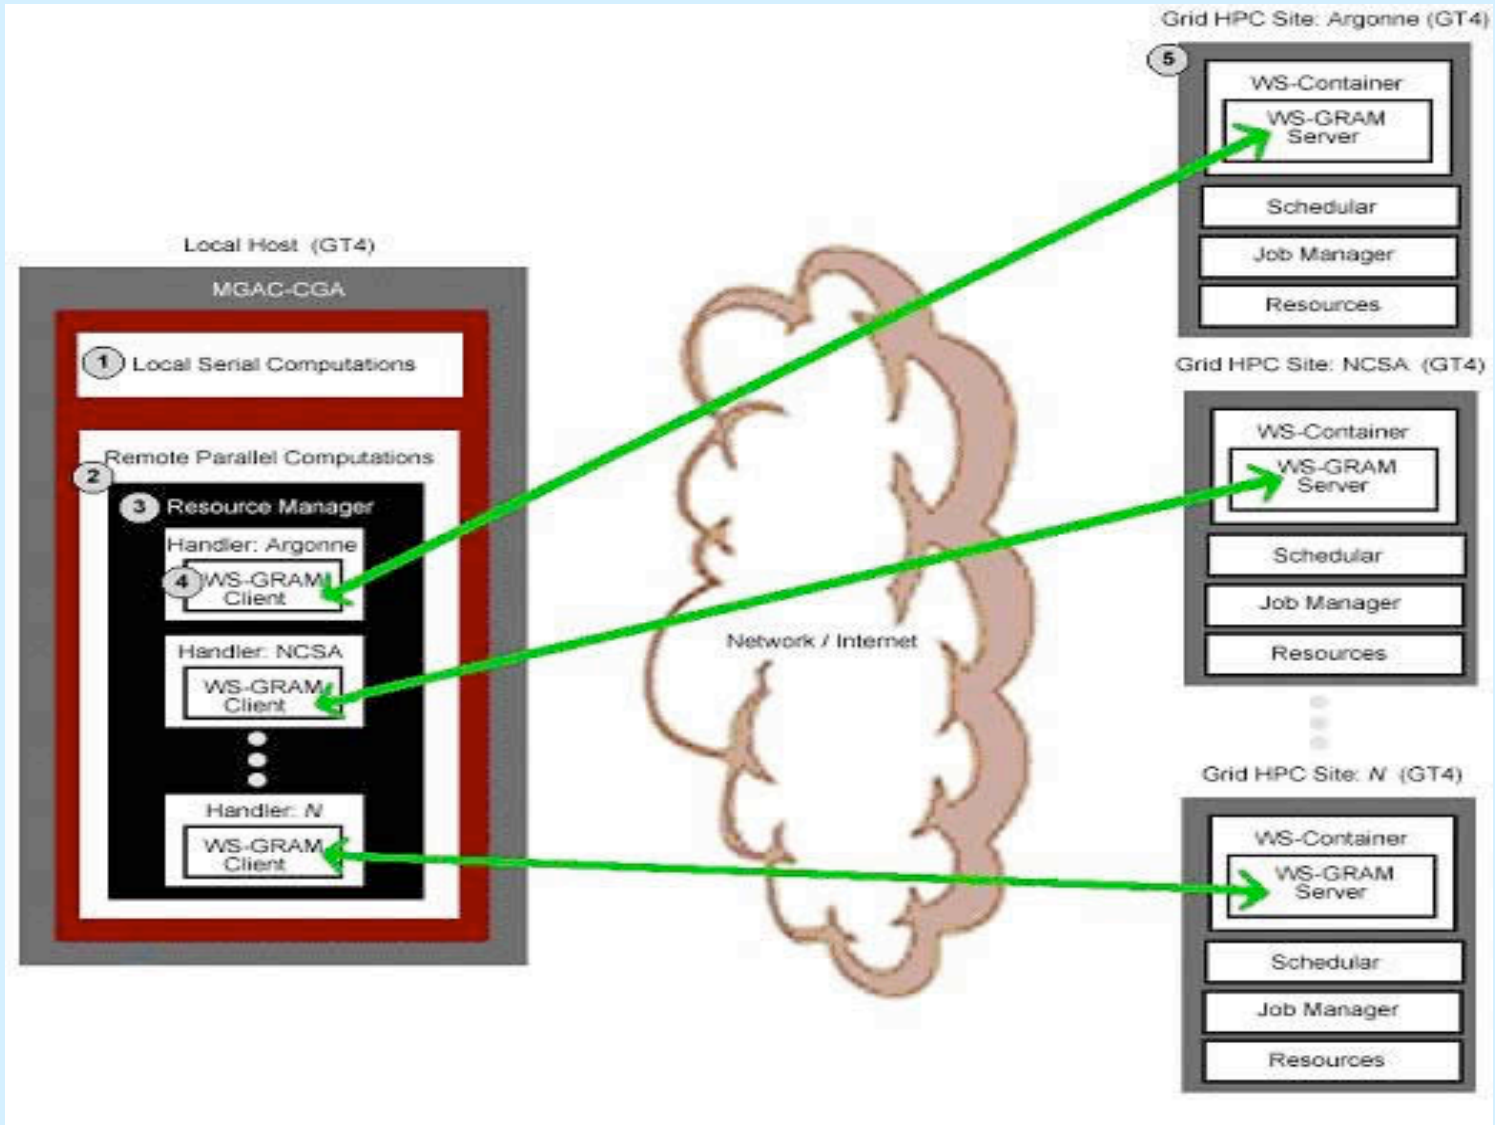 Local Host (GT4)
MGAC-CGA
1 Local Serial Computations
Remote Parallel Computations
2
3 Resource Manager
Handler: Argonne
4 WS-GRAM
Client
Handler: NCSA
WS-GRAM
Client
Handler: N
WS-GRAM
Client
Network / Internet
Grid HPC Site: Argonne (GT4)
5
WS-Container
WS-GRAM
Server
Schedular
Job Manager
Resources
Grid HPC Site: NCSA (GT4)
WS-Container
WS-GRAM
Server
Schedular
Job Manager
Resources
Grid HPC Site: N (GT4)
WS-Container
WS-GRAM
Server
Schedular
Job Manager
Resources